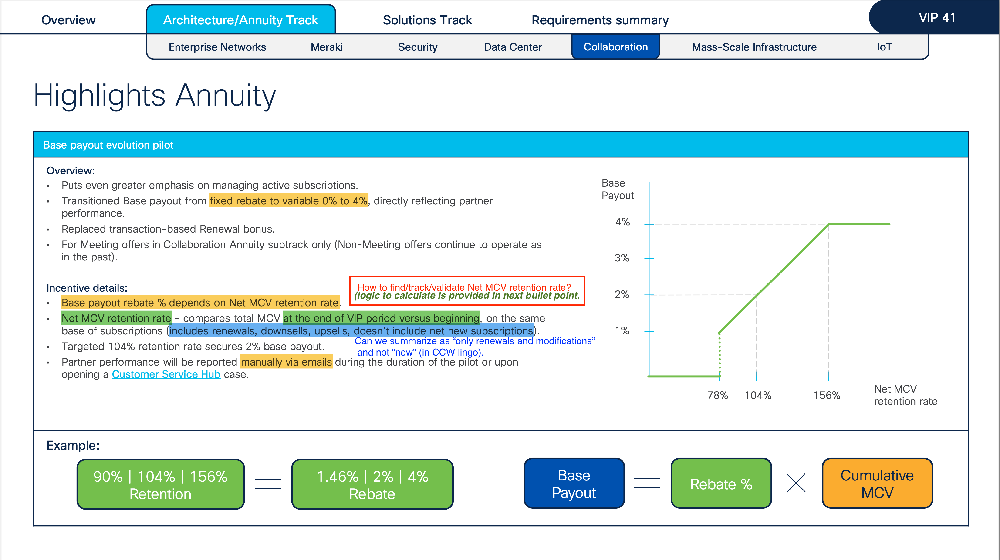 Overview
Architecture/Annuity Track
Solutions Track
Requirements summary
VIP 41
Enterprise Networks
Meraki
Security
Data Center
Collaboration
Mass-Scale Infrastructure
IoT
Highlights Annuity
Base payout evolution pilot
Overview:
• Puts even greater emphasis on managing active subscriptions.
• Transitioned Base payout from fixed rebate to variable 0% to 4%, directly reflecting partner
performance.
• Replaced transaction-based Renewal bonus.
• For Meeting offers in Collaboration Annuity subtrack only (Non-Meeting offers continue to operate as
in the past).
Incentive details:
How to find/track/validate Net MCV retention rate?
(logic to calculate is provided in next bullet point.
• Base payout rebate % depends on Net MCV retention rate.
• Net MCV retention rate - compares total MCV at the end of VIP period versus beginning, on the same
base of subscriptions (includes renewals, downsells, upsells, doesn't include net new subscriptions).
Can we summarize as “only renewals and modifications”
and not “new” (in CCW lingo).
• Targeted 104% retention rate secures 2% base payout.
• Partner performance will be reported manually via emails during the duration of the pilot or upon
opening a Customer Service Hub case.
Base
Payout
4%
3%
2%
1%
78%
104%
156%
Net MCV
retention rate
Example:
90% | 104% | 156%
Retention
=
1.46% | 2% | 4%
Rebate
Base
Payout
=
Rebate %
×
Cumulative
MCV